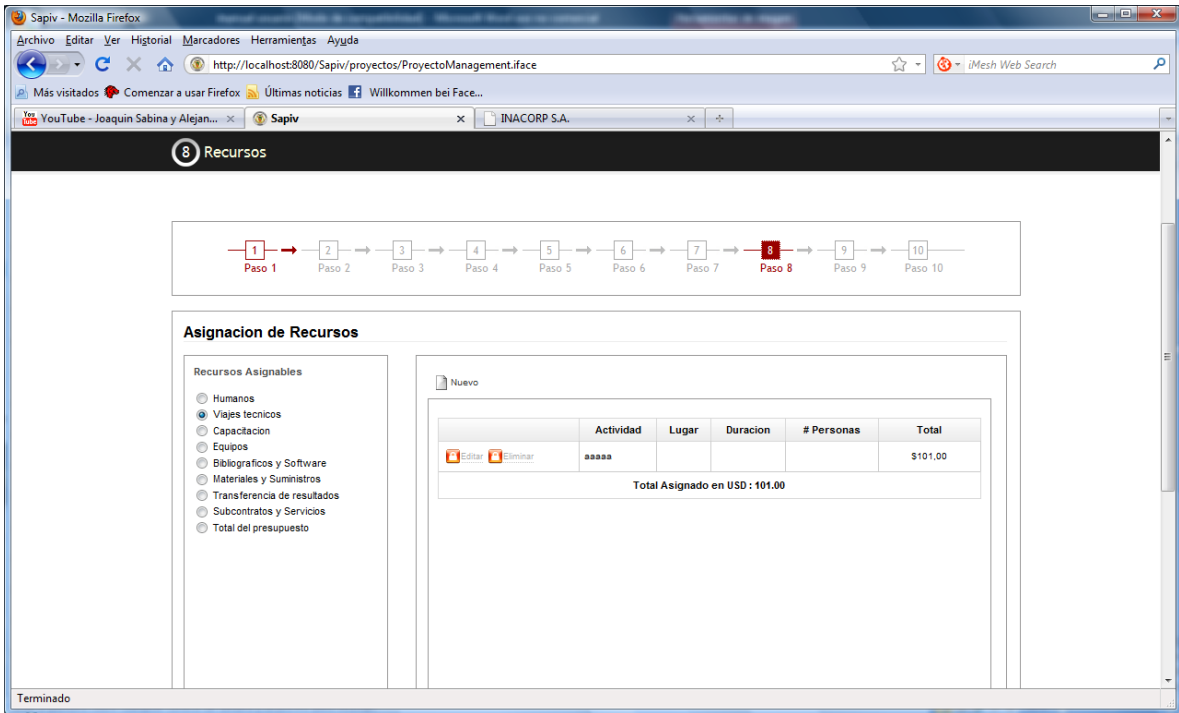 Sapiv - Mozilla Firefox
Archivo Editar Ver Historial Marcadores Herramientas Ayuda
http://localhost:8080/Sapiv/proyectos/ProyectoManagement.iface
iMesh Web Search
Más visitados Comenzar a usar Firefox Últimas noticias Willkommen bei Face...
YouTube - Joaquin Sabina y Alejan... Sapiv INACORP S.A.
8 Recursos
1 2 3 4 5 6 7 8 9 10
Paso 1 Paso 2 Paso 3 Paso 4 Paso 5 Paso 6 Paso 7 Paso 8 Paso 9 Paso 10
Asignacion de Recursos
Recursos Asignables
Humanos
Viajes tecnicos
Capacitacion
Equipos
Bibliograficos y Software
Materiales y Suministros
Transferencia de resultados
Subcontratos y Servicios
Total del presupuesto
Nuevo
Actividad Lugar Duracion # Personas Total
Editar Eliminar aaaaa $101,00
Total Asignado en USD : 101.00
Terminado